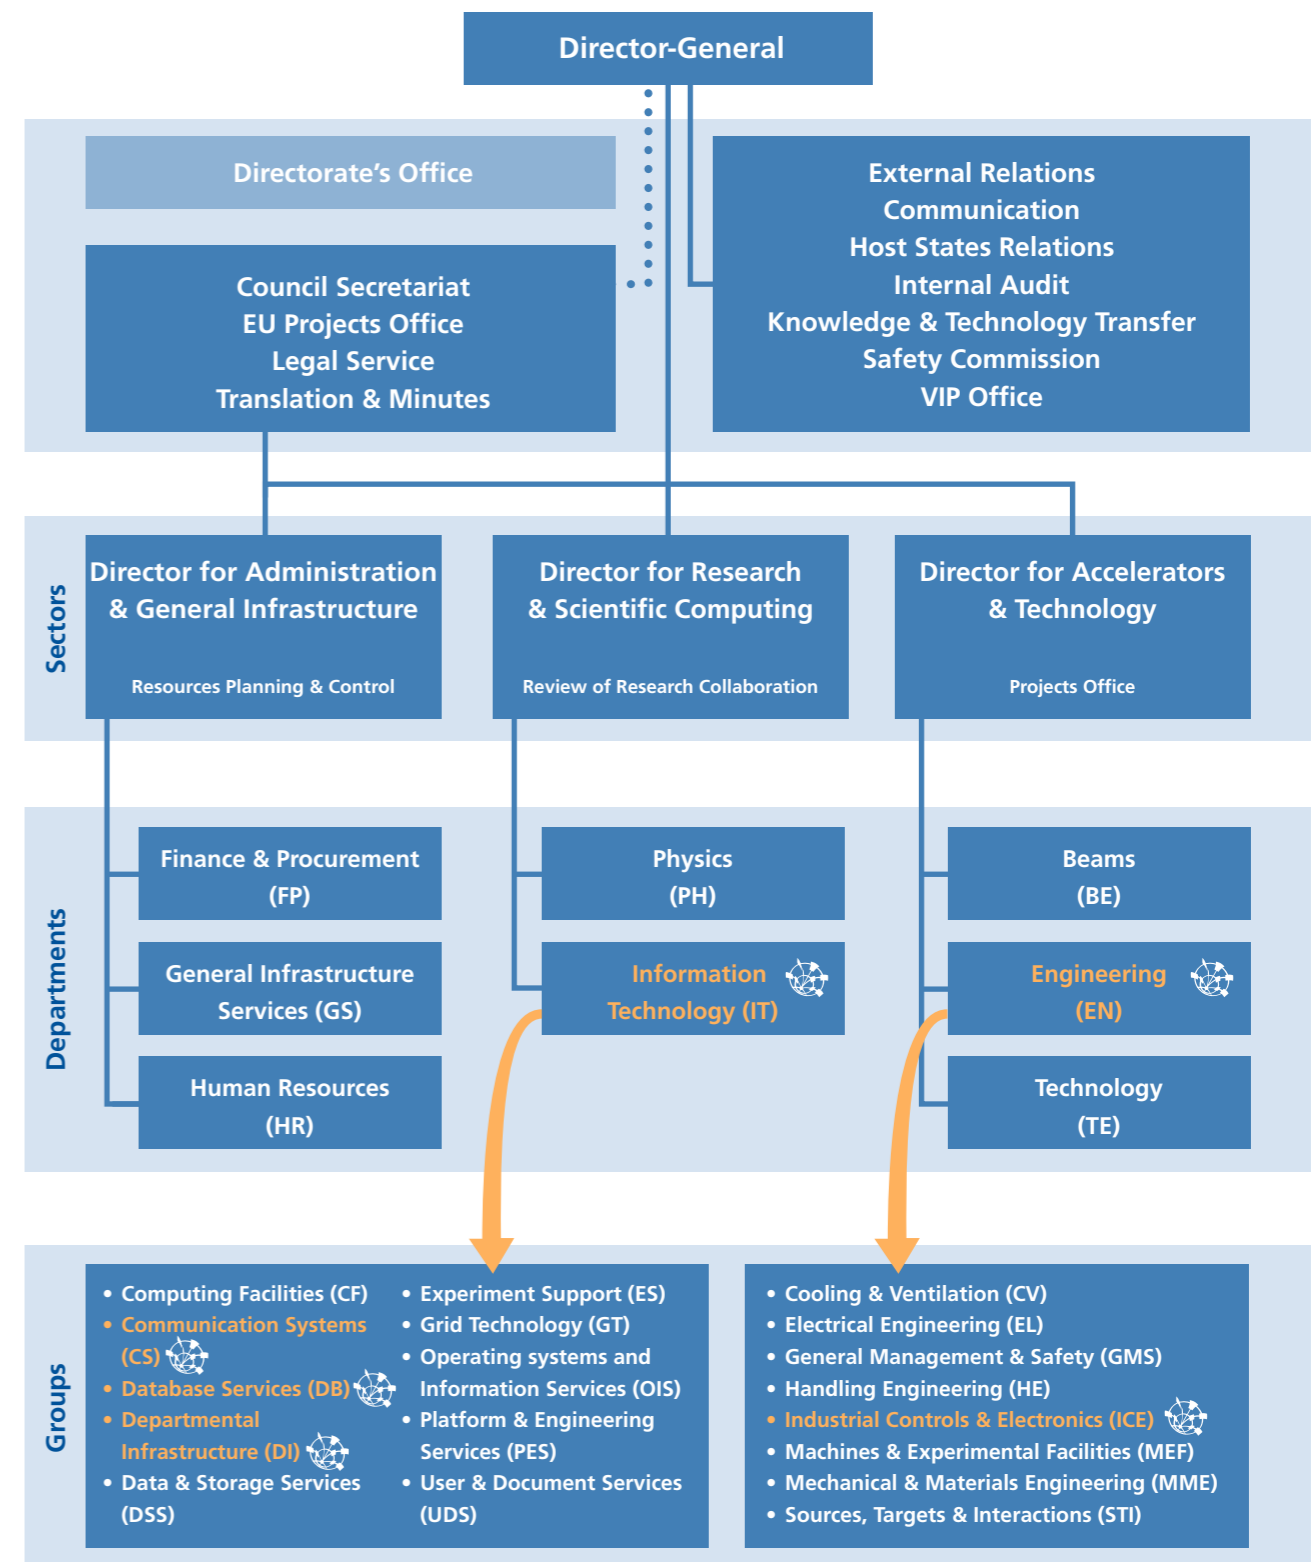 Director-General
Directorate’s Office
Council Secretariat
EU Projects Office
Legal Service
Translation & Minutes
External Relations
Communication
Host States Relations
Internal Audit
Knowledge & Technology Transfer
Safety Commission
VIP Office
Sectors
Director for Administration
& General Infrastructure
Resources Planning & Control
Director for Research
& Scientific Computing
Review of Research Collaboration
Director for Accelerators
& Technology
Projects Office
Departments
Finance & Procurement
(FP)
General Infrastructure
Services (GS)
Human Resources
(HR)
Physics
(PH)
Information
Technology (IT)
Beams
(BE)
Engineering
(EN)
Technology
(TE)
Groups
• Computing Facilities (CF)
• Communication Systems
(CS)
• Database Services (DB)
• Departmental
Infrastructure (DI)
• Data & Storage Services
(DSS)
• Experiment Support (ES)
• Grid Technology (GT)
• Operating systems and
Information Services (OIS)
• Platform & Engineering
Services (PES)
• User & Document Services
(UDS)
• Cooling & Ventilation (CV)
• Electrical Engineering (EL)
• General Management & Safety (GMS)
• Handling Engineering (HE)
• Industrial Controls & Electronics (ICE)
• Machines & Experimental Facilities (MEF)
• Mechanical & Materials Engineering (MME)
• Sources, Targets & Interactions (STI)